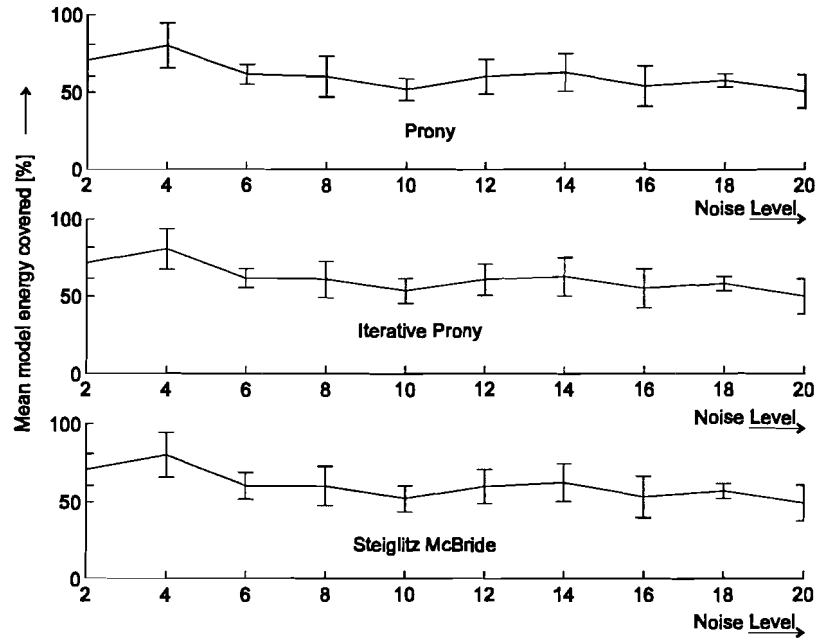 Mean model energy covered [%]
100
50
0
Prony
2 4 6 8 10 12 14 16 18 20
Noise Level
100
50
0
Iterative Prony
2 4 6 8 10 12 14 16 18 20
Noise Level
100
50
0
Steiglitz McBride
2 4 6 8 10 12 14 16 18 20
Noise Level